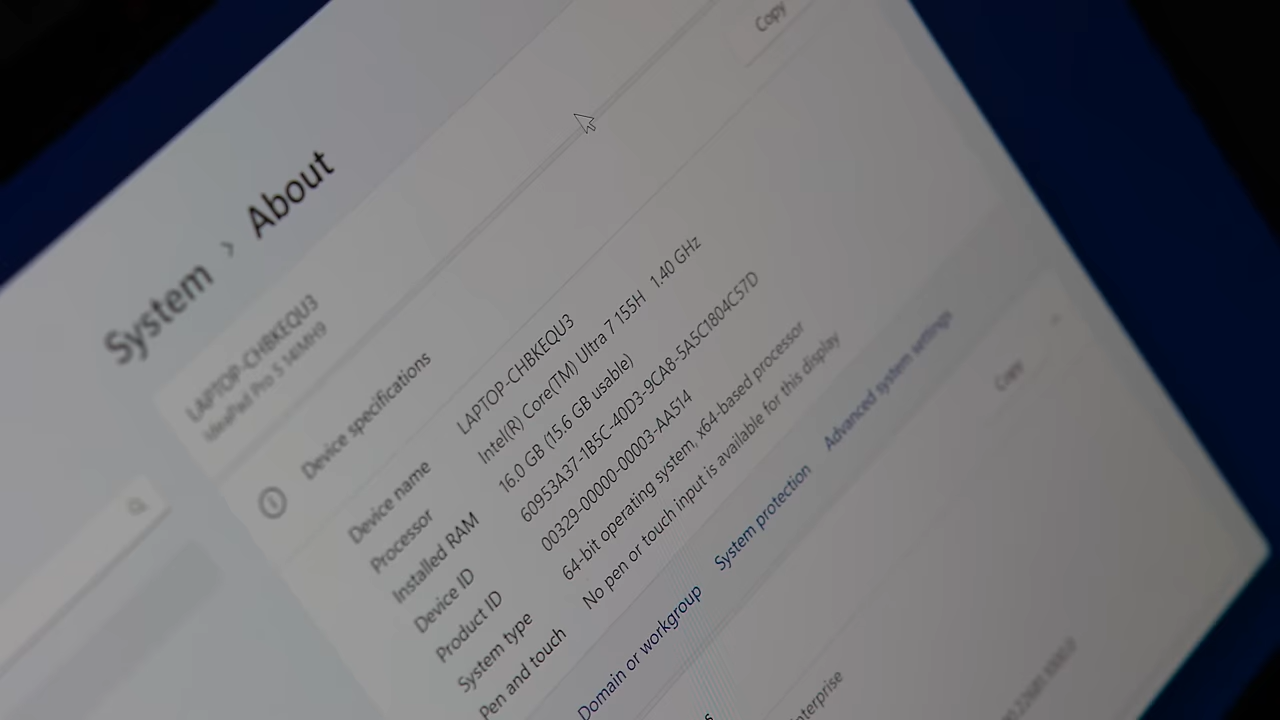 System > About
LAPTOP-CHBKEQU3
IdeaPad Pro 5 14IMH9
Device specifications
Copy
Device name LAPTOP-CHBKEQU3
Processor Intel(R) Core(TM) Ultra 7 155H 1.40 GHz
Installed RAM 16.0 GB (15.6 GB usable)
Device ID 60953A37-1B5C-40D3-9CA8-5A5C1804C57D
Product ID 00329-00000-00003-AA514
System type 64-bit operating system, x64-based processor
Pen and touch No pen or touch input is available for this display
Domain or workgroup System protection Advanced system settings
Copy